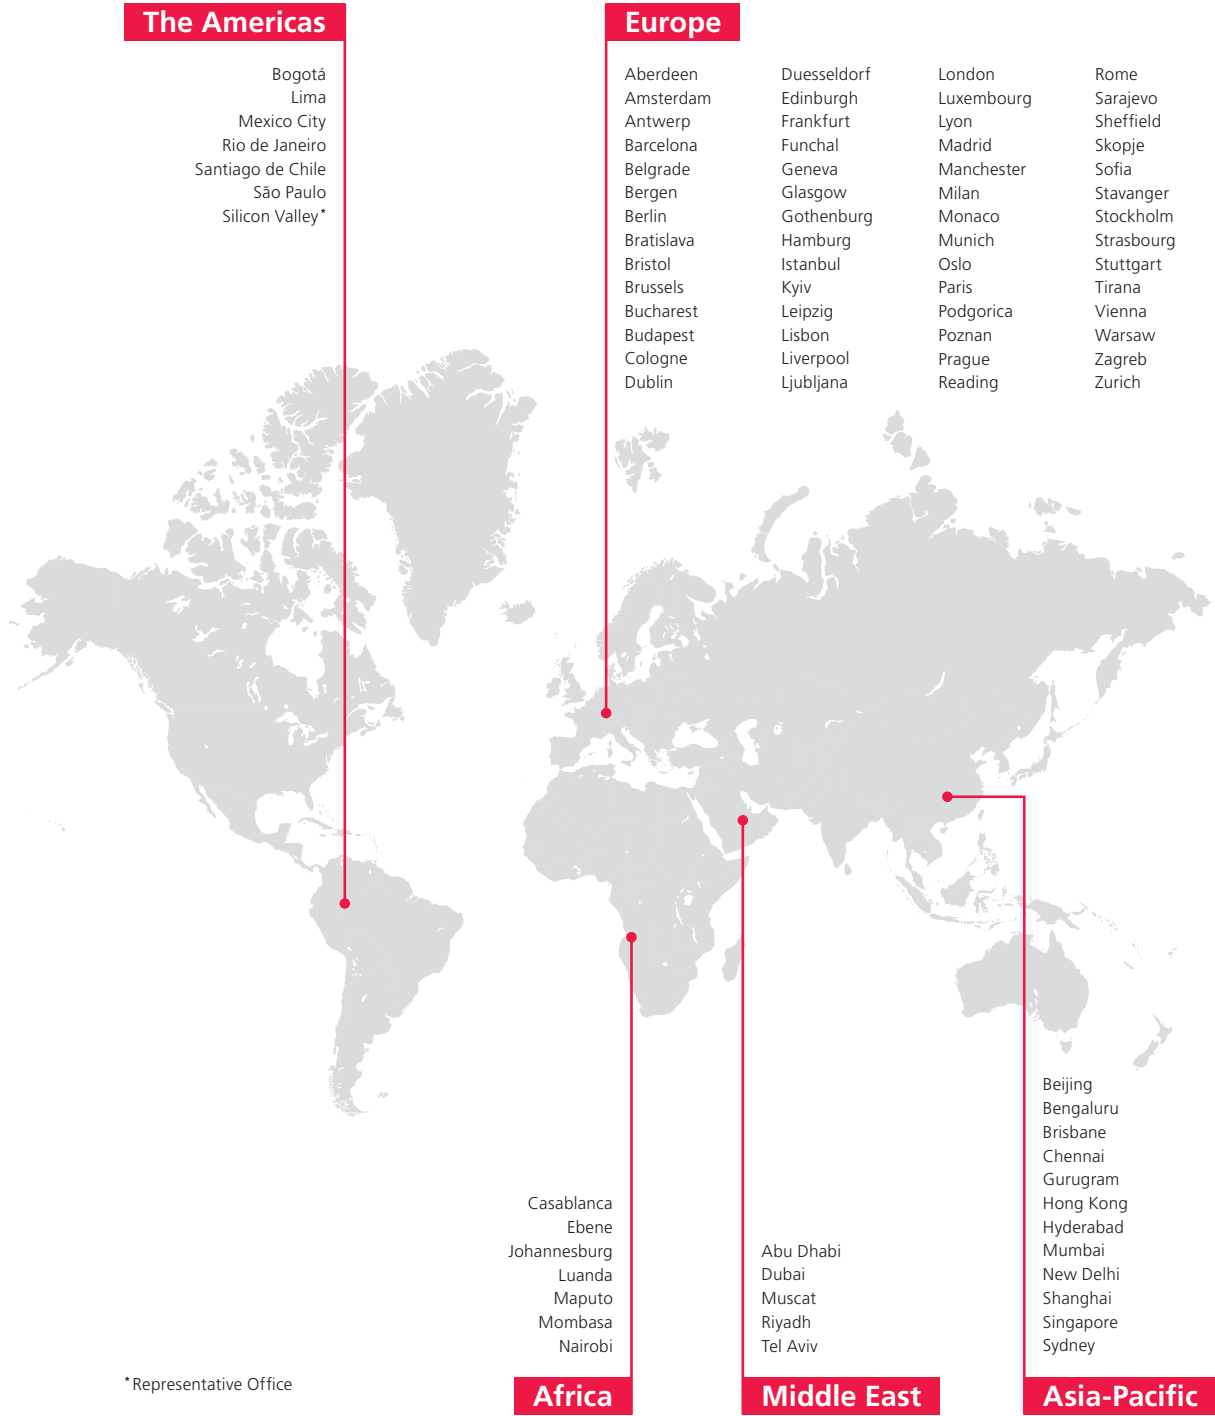 The Americas
Bogotá
Lima
Mexico City
Rio de Janeiro
Santiago de Chile
São Paulo
Silicon Valley*
Europe
Aberdeen
Amsterdam
Antwerp
Barcelona
Belgrade
Bergen
Berlin
Bratislava
Bristol
Brussels
Bucharest
Budapest
Cologne
Dublin
Duesseldorf
Edinburgh
Frankfurt
Funchal
Geneva
Glasgow
Gothenburg
Hamburg
Istanbul
Kyiv
Leipzig
Lisbon
Liverpool
Ljubljana
London
Luxembourg
Lyon
Madrid
Manchester
Milan
Monaco
Munich
Oslo
Paris
Podgorica
Poznan
Prague
Reading
Rome
Sarajevo
Sheffield
Skopje
Sofia
Stavanger
Stockholm
Strasbourg
Stuttgart
Tirana
Vienna
Warsaw
Zagreb
Zurich
Casablanca
Ebene
Johannesburg
Luanda
Maputo
Mombasa
Nairobi
Africa
Abu Dhabi
Dubai
Muscat
Riyadh
Tel Aviv
Middle East
Beijing
Bengaluru
Brisbane
Chennai
Gurugram
Hong Kong
Hyderabad
Mumbai
New Delhi
Shanghai
Singapore
Sydney
Asia-Pacific
*Representative Office